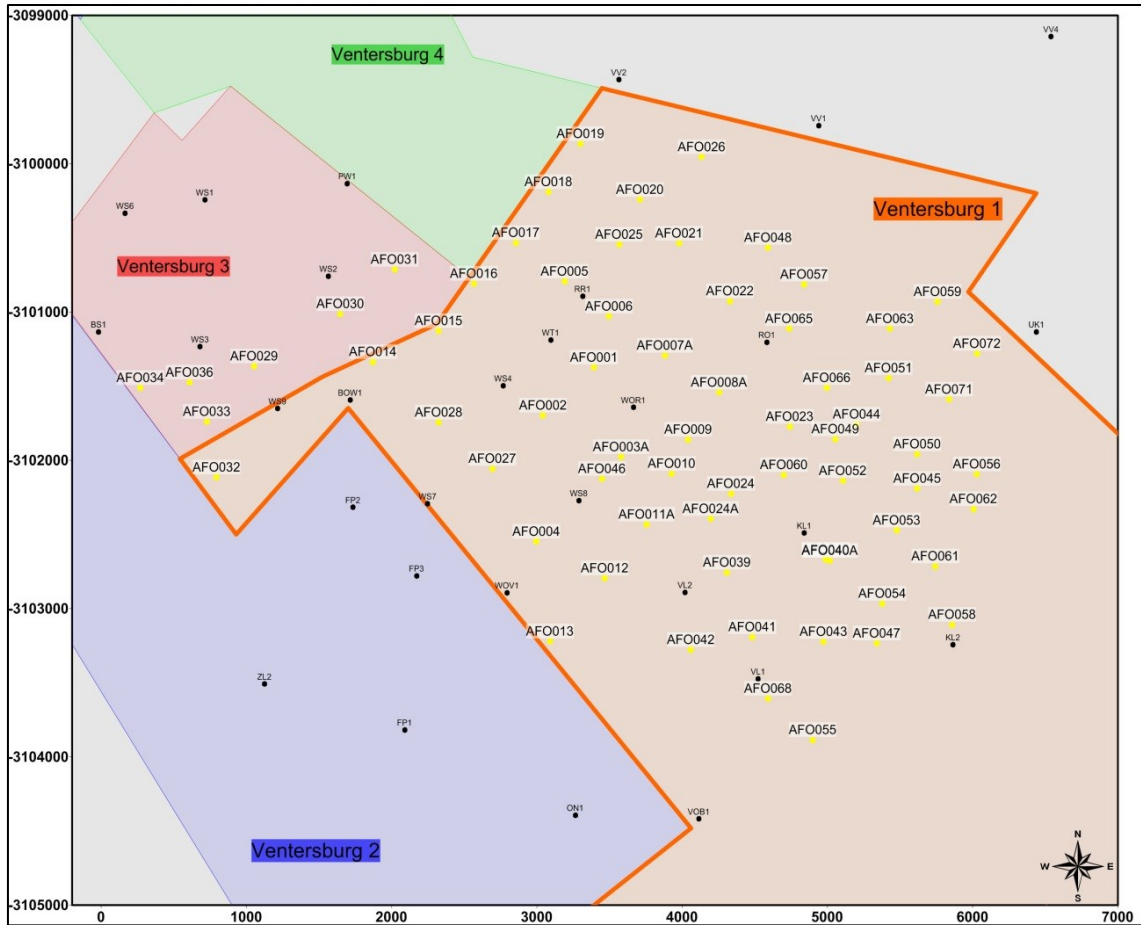 -3099000
VV4
Ventersburg 4
VV2
VV1
AFO019
AFO026
-3100000
PW1
AFO018
WS1
AFO020
WS6
Ventersburg 1
AFO017
AFO025
AFO021
AFO048
Ventersburg 3
AFO031
WS2
AFO016
AFO005
AFO057
RR1
AFO022
AFO059
-3101000
AFO030
AFO006
AFO015
AFO065
AFO063
BS1
WT1
RO1
UK1
WS3
AFO014
AFO007A
AFO072
AFO029
AFO001
AFO051
AFO034
AFO036
WS4
AFO008A
AFO066
BOW1
AFO071
WS9
WOR1
AFO033
AFO028
AFO002
AFO023
AFO044
AFO049
AFO009
AFO003A
AFO050
-3102000
AFO032
AFO027
AFO046
AFO010
AFO060
AFO052
AFO056
AFO024
AFO045
FP2
WS7
WS8
AFO024A
AFO062
AFO004
AFO011A
KL1
AFO053
AFO040A
FP3
AFO012
AFO039
AFO061
-3103000
WOV1
VL2
AFO054
AFO013
AFO042
AFO041
AFO043
AFO047
AFO058
KL2
ZL2
VL1
AFO068
FP1
AFO055
-3104000
ON1
VOB1
Ventersburg 2
N
W
E
S
-3105000
0
1000
2000
3000
4000
5000
6000
7000